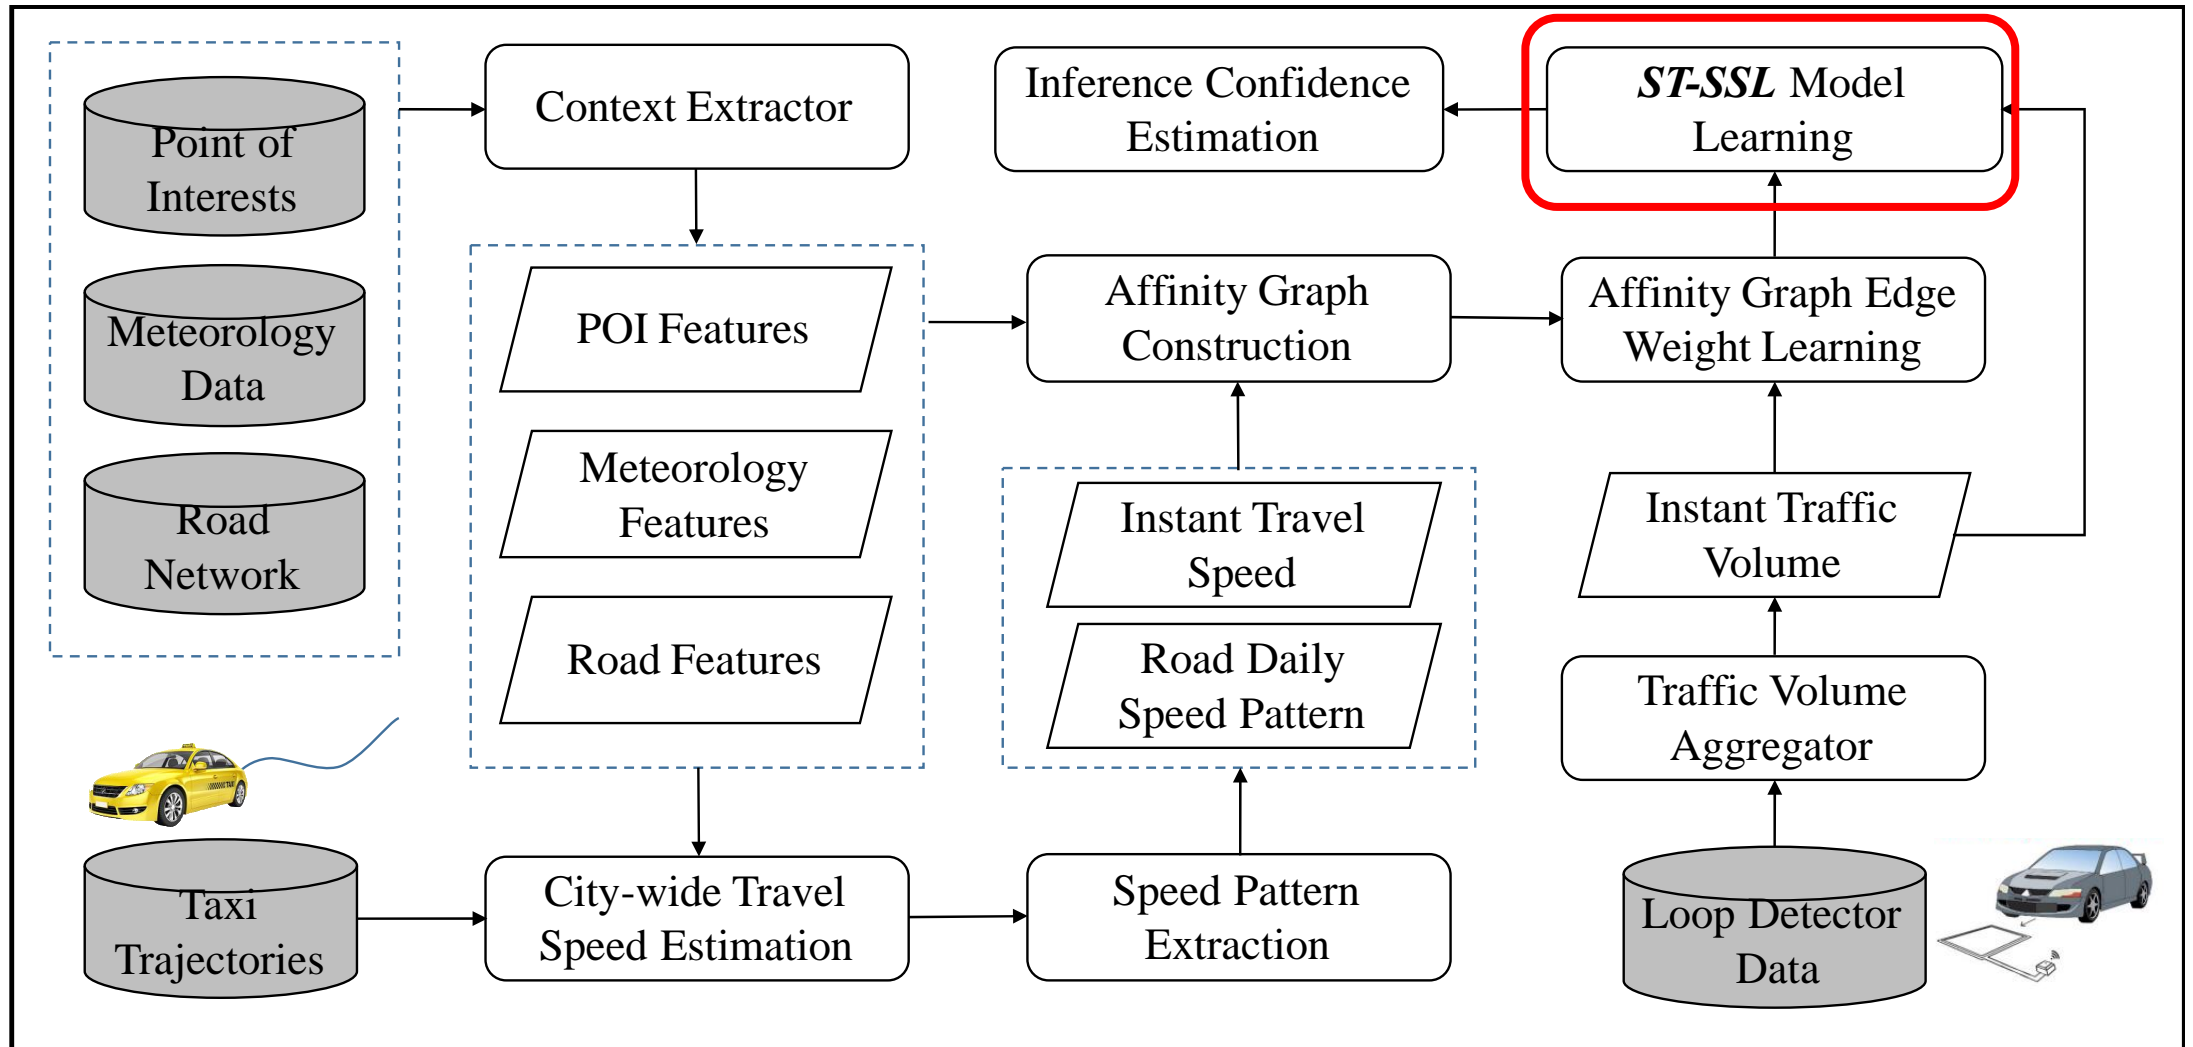 Point of
Interests
Meteorology
Data
Road
Network
Taxi
Trajectories
Context Extractor
POI Features
Meteorology
Features
Road Features
City-wide Travel
Speed Estimation
Inference Confidence
Estimation
Affinity Graph
Construction
Instant Travel
Speed
Road Daily
Speed Pattern
Speed Pattern
Extraction
ST-SSL Model
Learning
Affinity Graph Edge
Weight Learning
Instant Traffic
Volume
Traffic Volume
Aggregator
Loop Detector
Data
TAXI